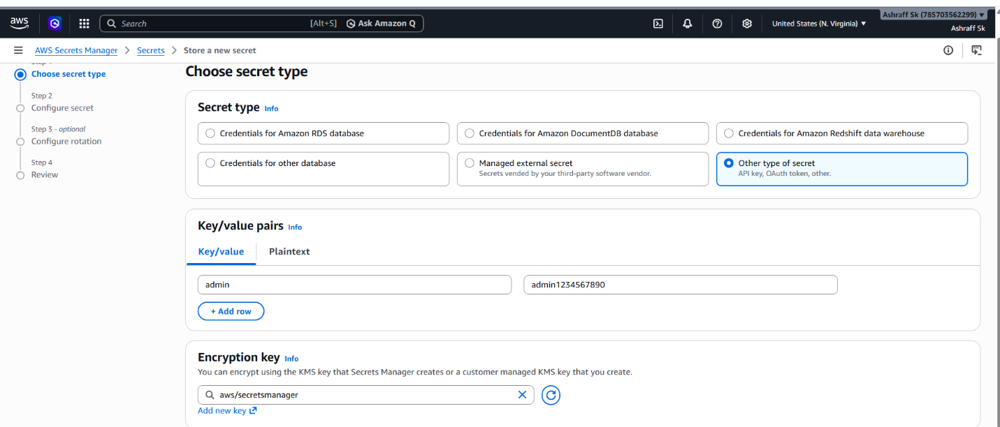 aws
Search [Alt+S] Ask Amazon Q
United States (N. Virginia) ▼
Ashraff Sk (785703562299) ▼
Ashraff Sk
AWS Secrets Manager > Secrets > Store a new secret
Step 1
Choose secret type
Step 2
Configure secret
Step 3 - optional
Configure rotation
Step 4
Review
Choose secret type
Secret type Info
Credentials for Amazon RDS database
Credentials for Amazon DocumentDB database
Credentials for Amazon Redshift data warehouse
Credentials for other database
Managed external secret
Secrets vended by your third-party software vendor.
Other type of secret
API key, OAuth token, other.
Key/value pairs Info
Key/value Plaintext
admin admin1234567890
+ Add row
Encryption key Info
You can encrypt using the KMS key that Secrets Manager creates or a customer managed KMS key that you create.
aws/secretsmanager
Add new key